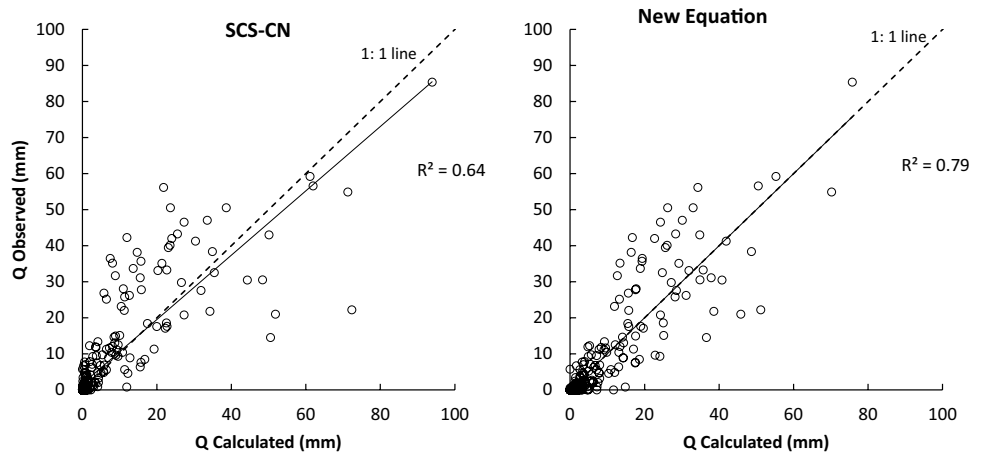 SCS-CN
1: 1 line
R² = 0.64
100
90
80
70
60
50
40
30
20
10
0
Q Observed (mm)
0 20 40 60 80 100
Q Calculated (mm)
New Equation
1: 1 line
R² = 0.79
100
90
80
70
60
50
40
30
20
10
0
0 20 40 60 80 100
Q Calculated (mm)